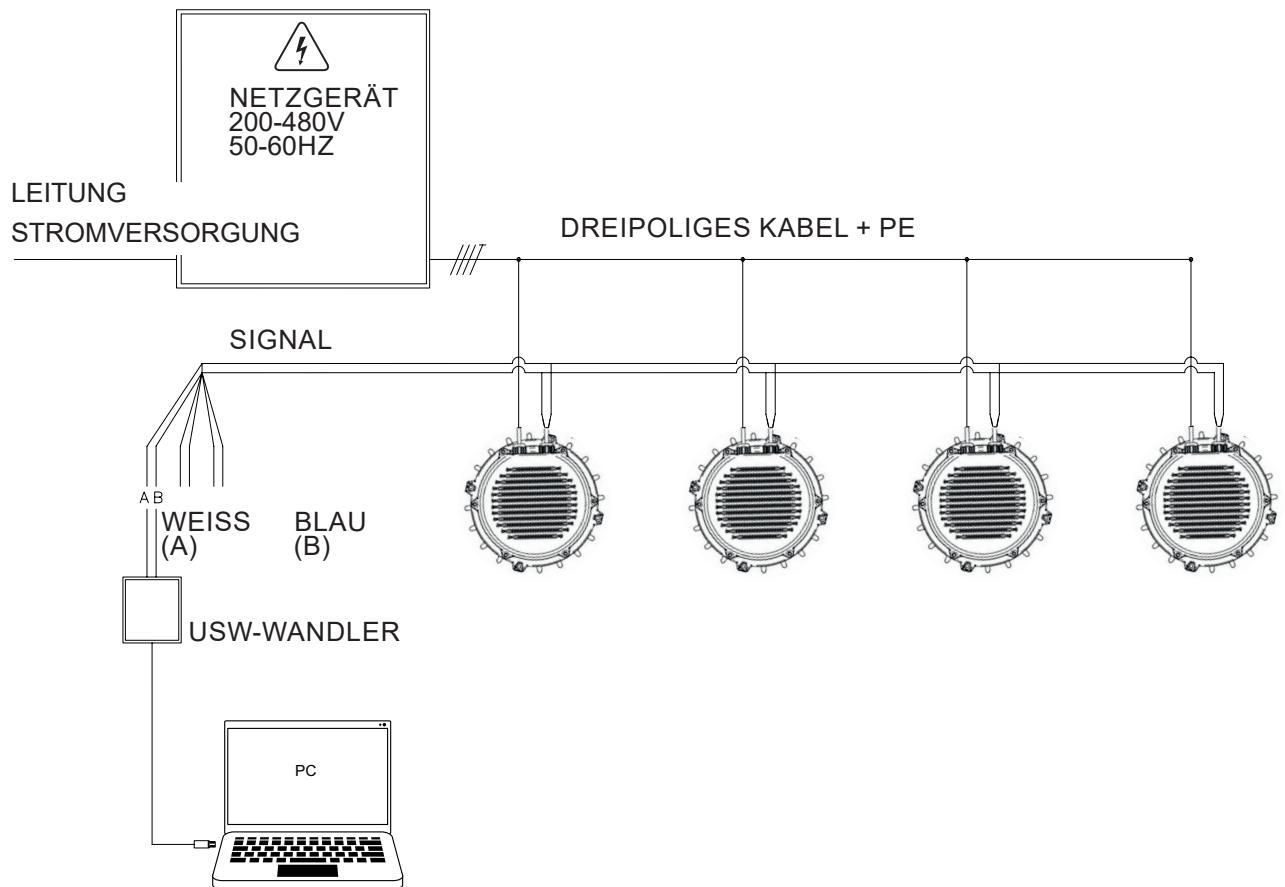 NETZGERÄT
200-480V
50-60HZ
LEITUNG
STROMVERSORGUNG
DREIPOLIGES KABEL + PE
SIGNAL
A B
WEISS
(A)
BLAU
(B)
USW-WANDLER
PC